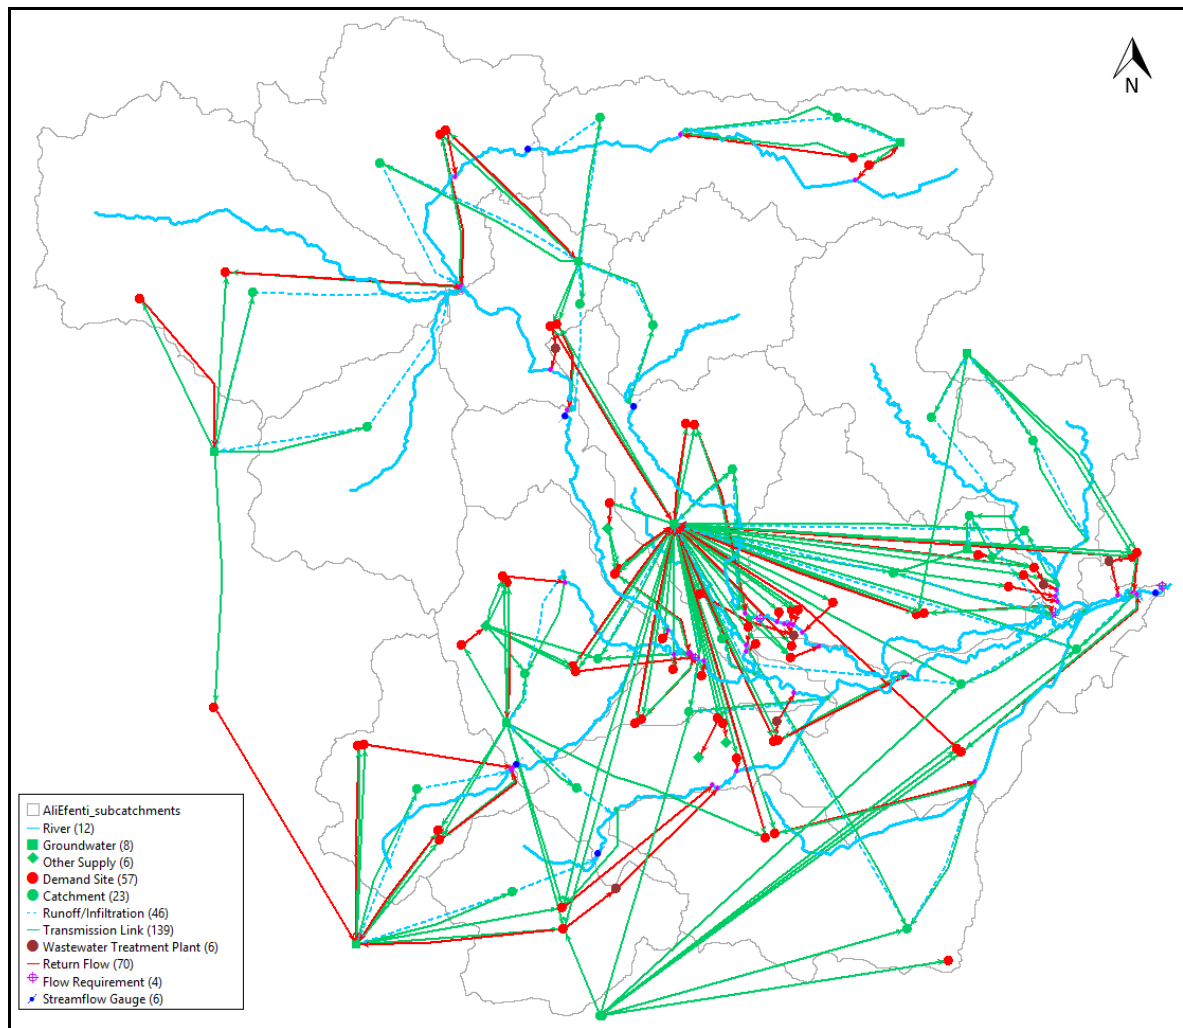 N
AliEfenti_subcatchments
River (12)
Groundwater (8)
Other Supply (6)
Demand Site (57)
Catchment (23)
Runoff/Infiltration (46)
Transmission Link (139)
Wastewater Treatment Plant (6)
Return Flow (70)
Flow Requirement (4)
Streamflow Gauge (6)